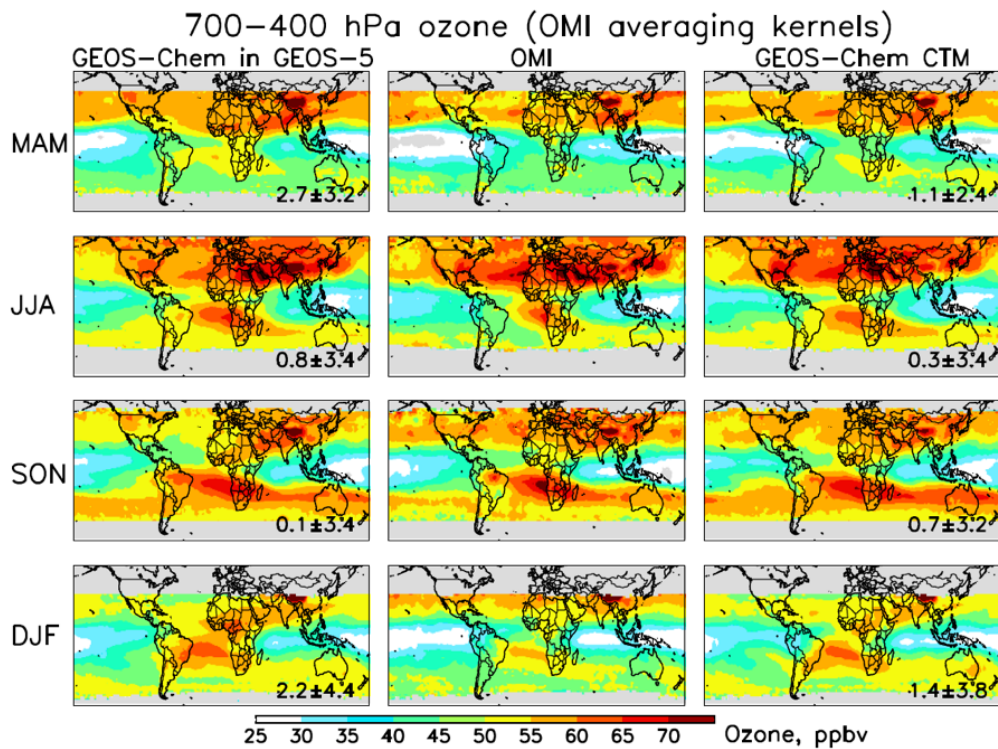 700–400 hPa ozone (OMI averaging kernels)
GEOS–Chem in GEOS–5 OMI GEOS–Chem CTM
MAM
2.7±3.2 1.1±2.4
JJA
0.8±3.4 0.3±3.4
SON
0.1±3.4 0.7±3.2
DJF
2.2±4.4 1.4±3.8
25 30 35 40 45 50 55 60 65 70 Ozone, ppbv